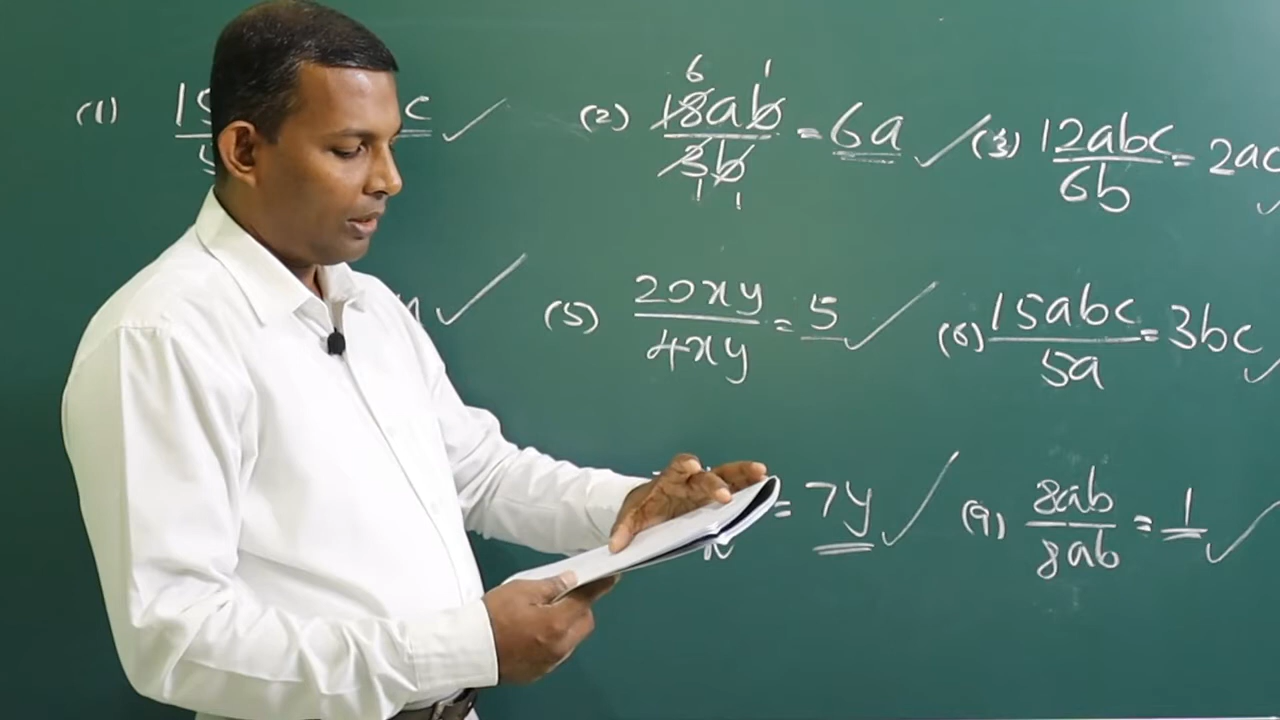 (1) 15 c
(2) 18ab/3b = 6a
6 1
1 1
(3) 12abc/6b = 2ac
(5) 20xy/4xy = 5
(6) 15abc/5a = 3bc
= 7y
(9) 8ab/8ab = 1